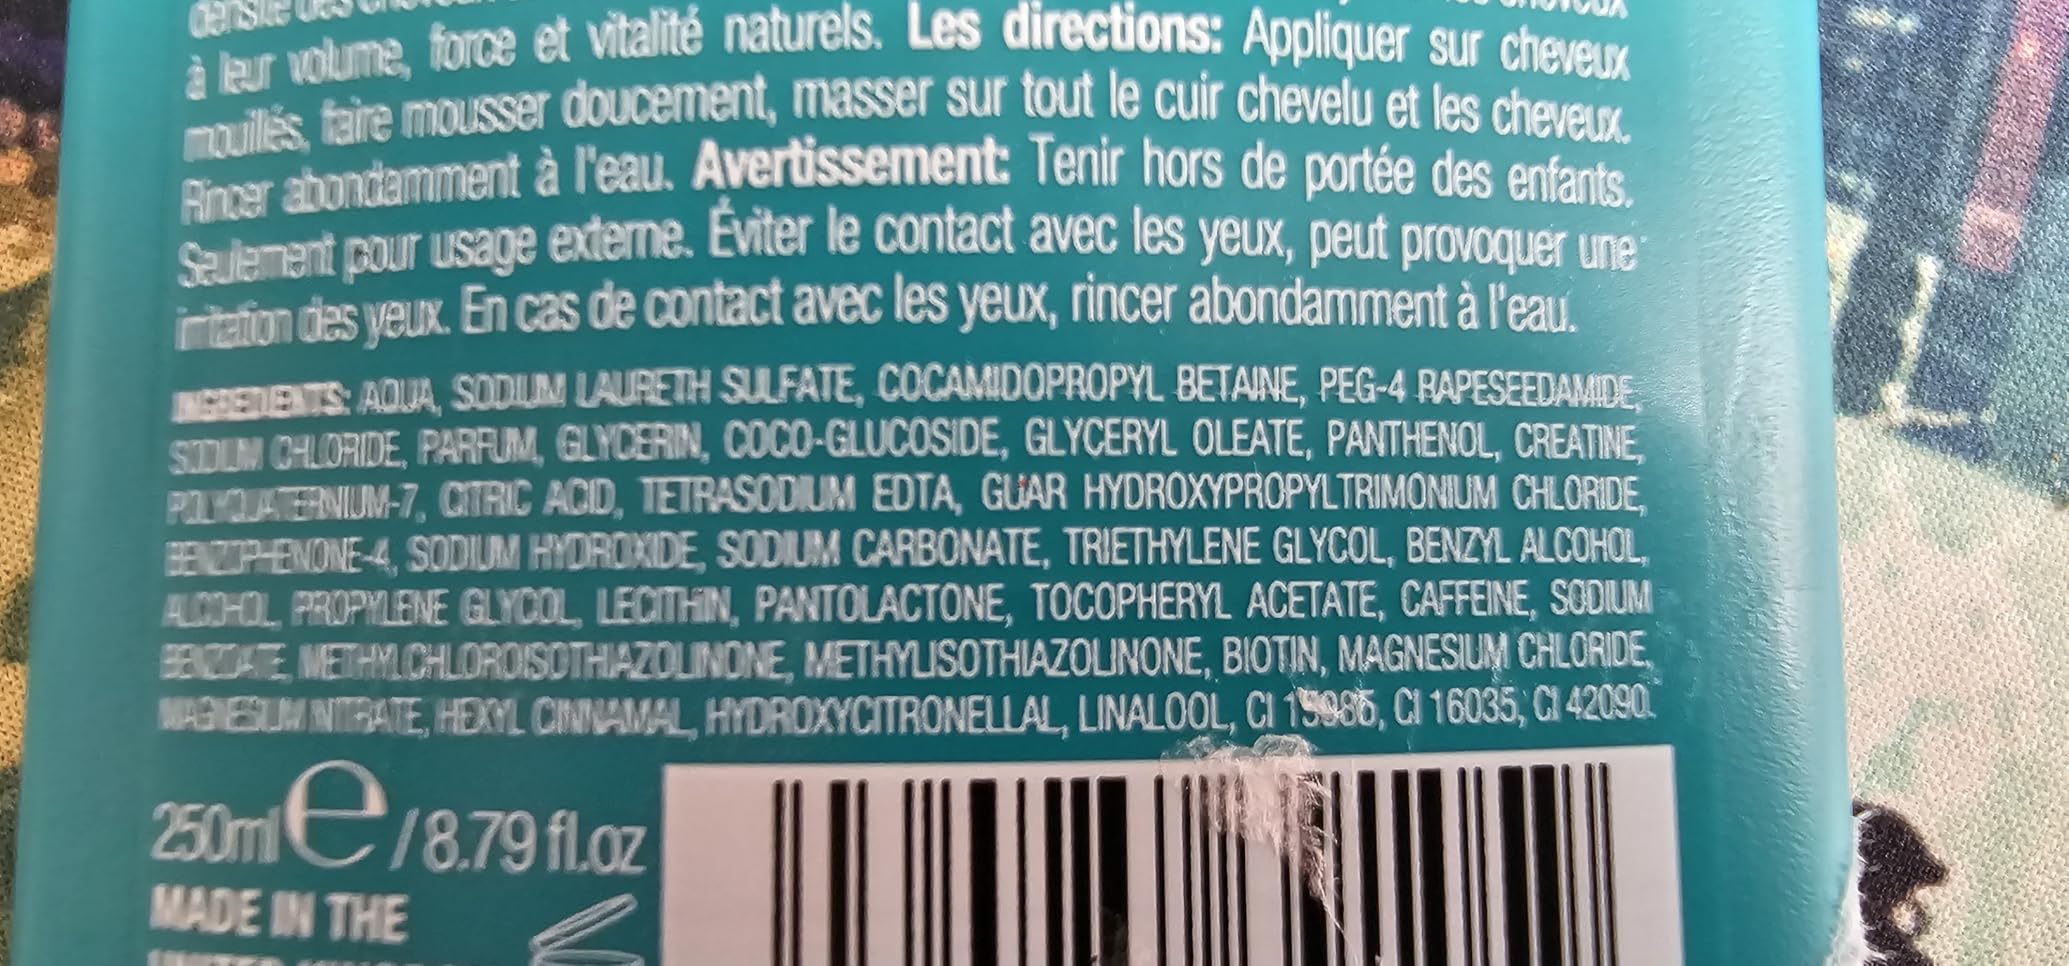 densité des cheveux
à leur volume, force et vitalité naturels. Les directions: Appliquer sur cheveux
mouillés, faire mousser doucement, masser sur tout le cuir chevelu et les cheveux.
Rincer abondamment à l'eau. Avertissement: Tenir hors de portée des enfants.
Seulement pour usage externe. Éviter le contact avec les yeux, peut provoquer une
irritation des yeux. En cas de contact avec les yeux, rincer abondamment à l'eau.
INGREDIENTS: AQUA, SODIUM LAURETH SULFATE, COCAMIDOPROPYL BETAINE, PEG-4 RAPESEEDAMIDE,
SODIUM CHLORIDE, PARFUM, GLYCERIN, COCO-GLUCOSIDE, GLYCERYL OLEATE, PANTHENOL, CREATINE,
POLYQUATERNIUM-7, CITRIC ACID, TETRASODIUM EDTA, GUAR HYDROXYPROPYLTRIMONIUM CHLORIDE,
BENZOPHENONE-4, SODIUM HYDROXIDE, SODIUM CARBONATE, TRIETHYLENE GLYCOL, BENZYL ALCOHOL,
ALCOHOL, PROPYLENE GLYCOL, LECITHIN, PANTOLACTONE, TOCOPHERYL ACETATE, CAFFEINE, SODIUM
BENZOATE, METHYLCHLOROISOTHIAZOLINONE, METHYLISOTHIAZOLINONE, BIOTIN, MAGNESIUM CHLORIDE,
MAGNESIUM NITRATE, HEXYL CINNAMAL, HYDROXYCITRONELLAL, LINALOOL, CI 15985, CI 16035, CI 42090.
250ml e / 8.79 fl.oz
MADE IN THE